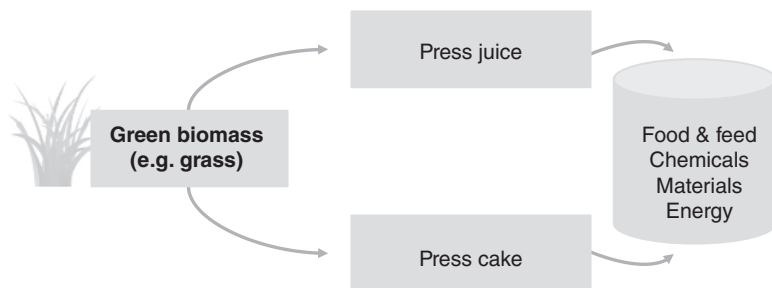 Press juice
Green biomass
(e.g. grass)
Food & feed
Chemicals
Materials
Energy
Press cake